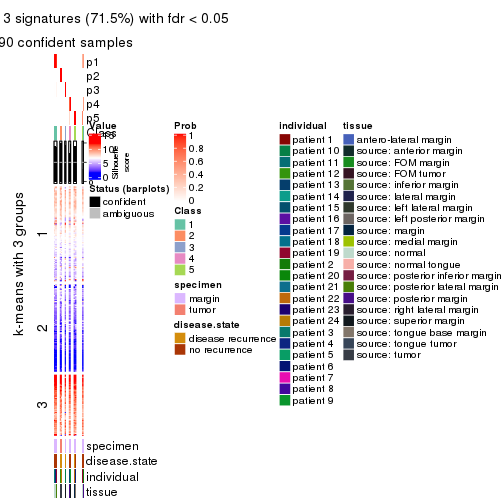 3 signatures (71.5%) with fdr < 0.05
90 confident samples
p1
p2
p3
p4
p5
Class
Silhouette
score
k-means with 3 groups
1
2
3
specimen
disease.state
individual
tissue
Value
15
10
5
0
Status (barplots)
confident
ambiguous
Prob
1
0.8
0.6
0.4
0.2
0
Class
1
2
3
4
5
specimen
margin
tumor
disease.state
disease recurrence
no recurrence
individual
patient 1
patient 10
patient 11
patient 12
patient 13
patient 14
patient 15
patient 16
patient 17
patient 18
patient 19
patient 2
patient 20
patient 21
patient 22
patient 23
patient 24
patient 3
patient 4
patient 5
patient 6
patient 7
patient 8
patient 9
tissue
antero-lateral margin
source: anterior margin
source: FOM margin
source: FOM tumor
source: inferior margin
source: lateral margin
source: left lateral margin
source: left posterior margin
source: margin
source: medial margin
source: normal
source: normal tongue
source: posterior inferior margin
source: posterior lateral margin
source: posterior margin
source: right lateral margin
source: superior margin
source: tongue base margin
source: tongue tumor
source: tumor